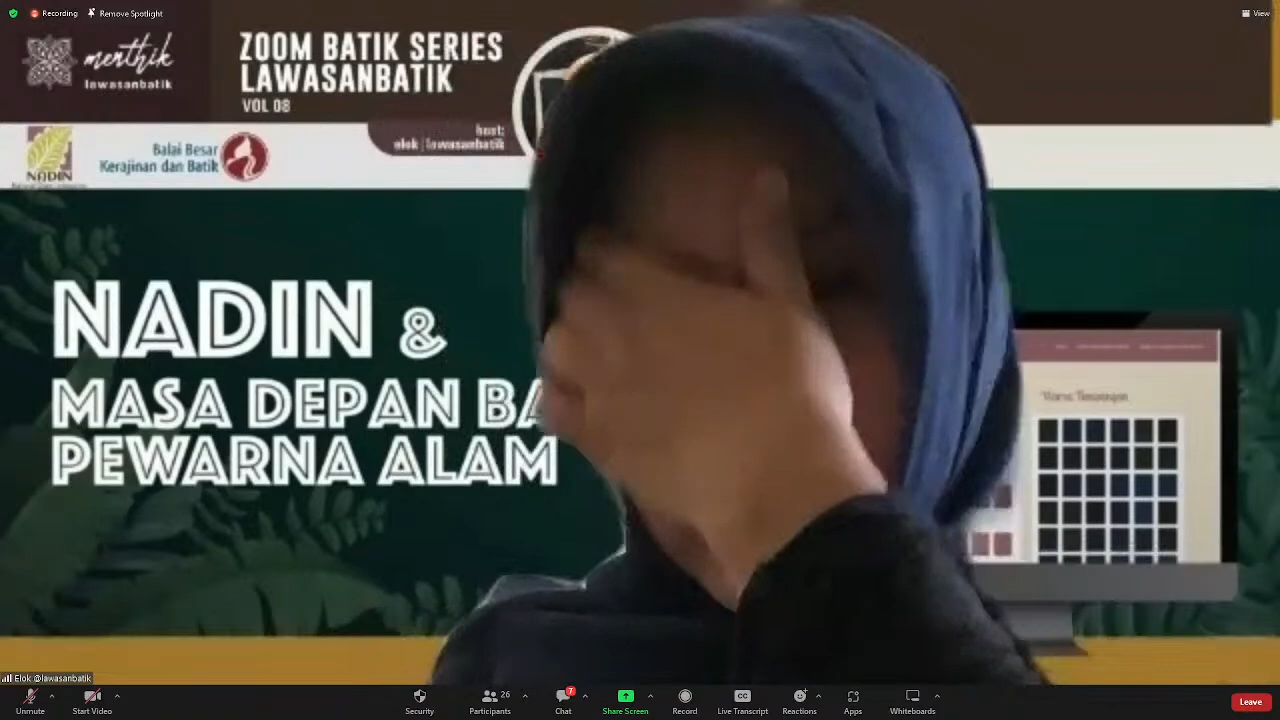 Recording
Remove Spotlight
View
menthik
lawasanbatik
ZOOM BATIK SERIES
LAWASANBATIK
VOL 08
host:
elok | lawasanbatik
NADIN
Balai Besar
Kerajinan dan Batik
NADIN &
MASA DEPAN BA
PEWARNA ALAM
Elok @lawasanbatik
Unmute
Start Video
Security
26
Participants
7
Chat
Share Screen
Record
CC
Live Transcript
Reactions
Apps
Whiteboards
Leave